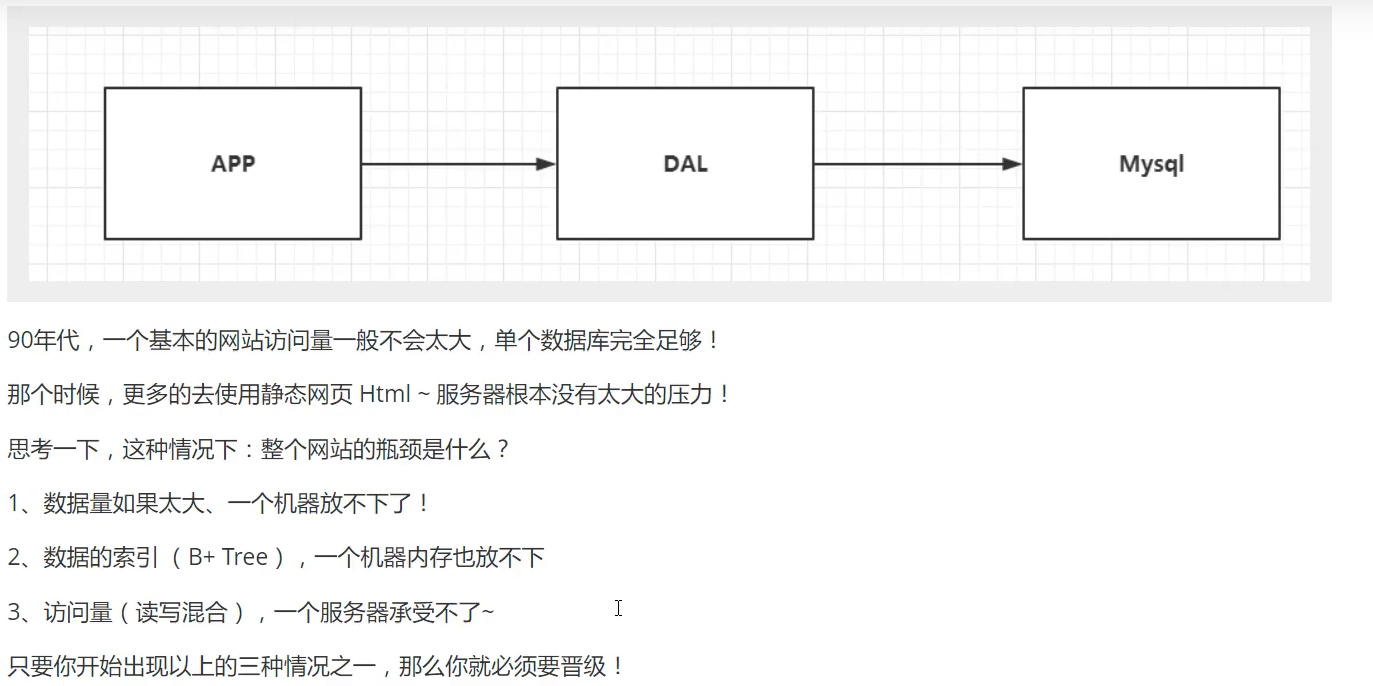 APP
DAL
Mysql
90年代，一个基本的网站访问量一般不会太大，单个数据库完全足够！
那个时候，更多的去使用静态网页 Html ~ 服务器根本没有太大的压力！
思考一下，这种情况下：整个网站的瓶颈是什么？
1、数据量如果太大、一个机器放不下了！
2、数据的索引（ B+ Tree ），一个机器内存也放不下
3、访问量（ 读写混合 ），一个服务器承受不了~
只要你开始出现以上的三种情况之一，那么你就必须要晋级！